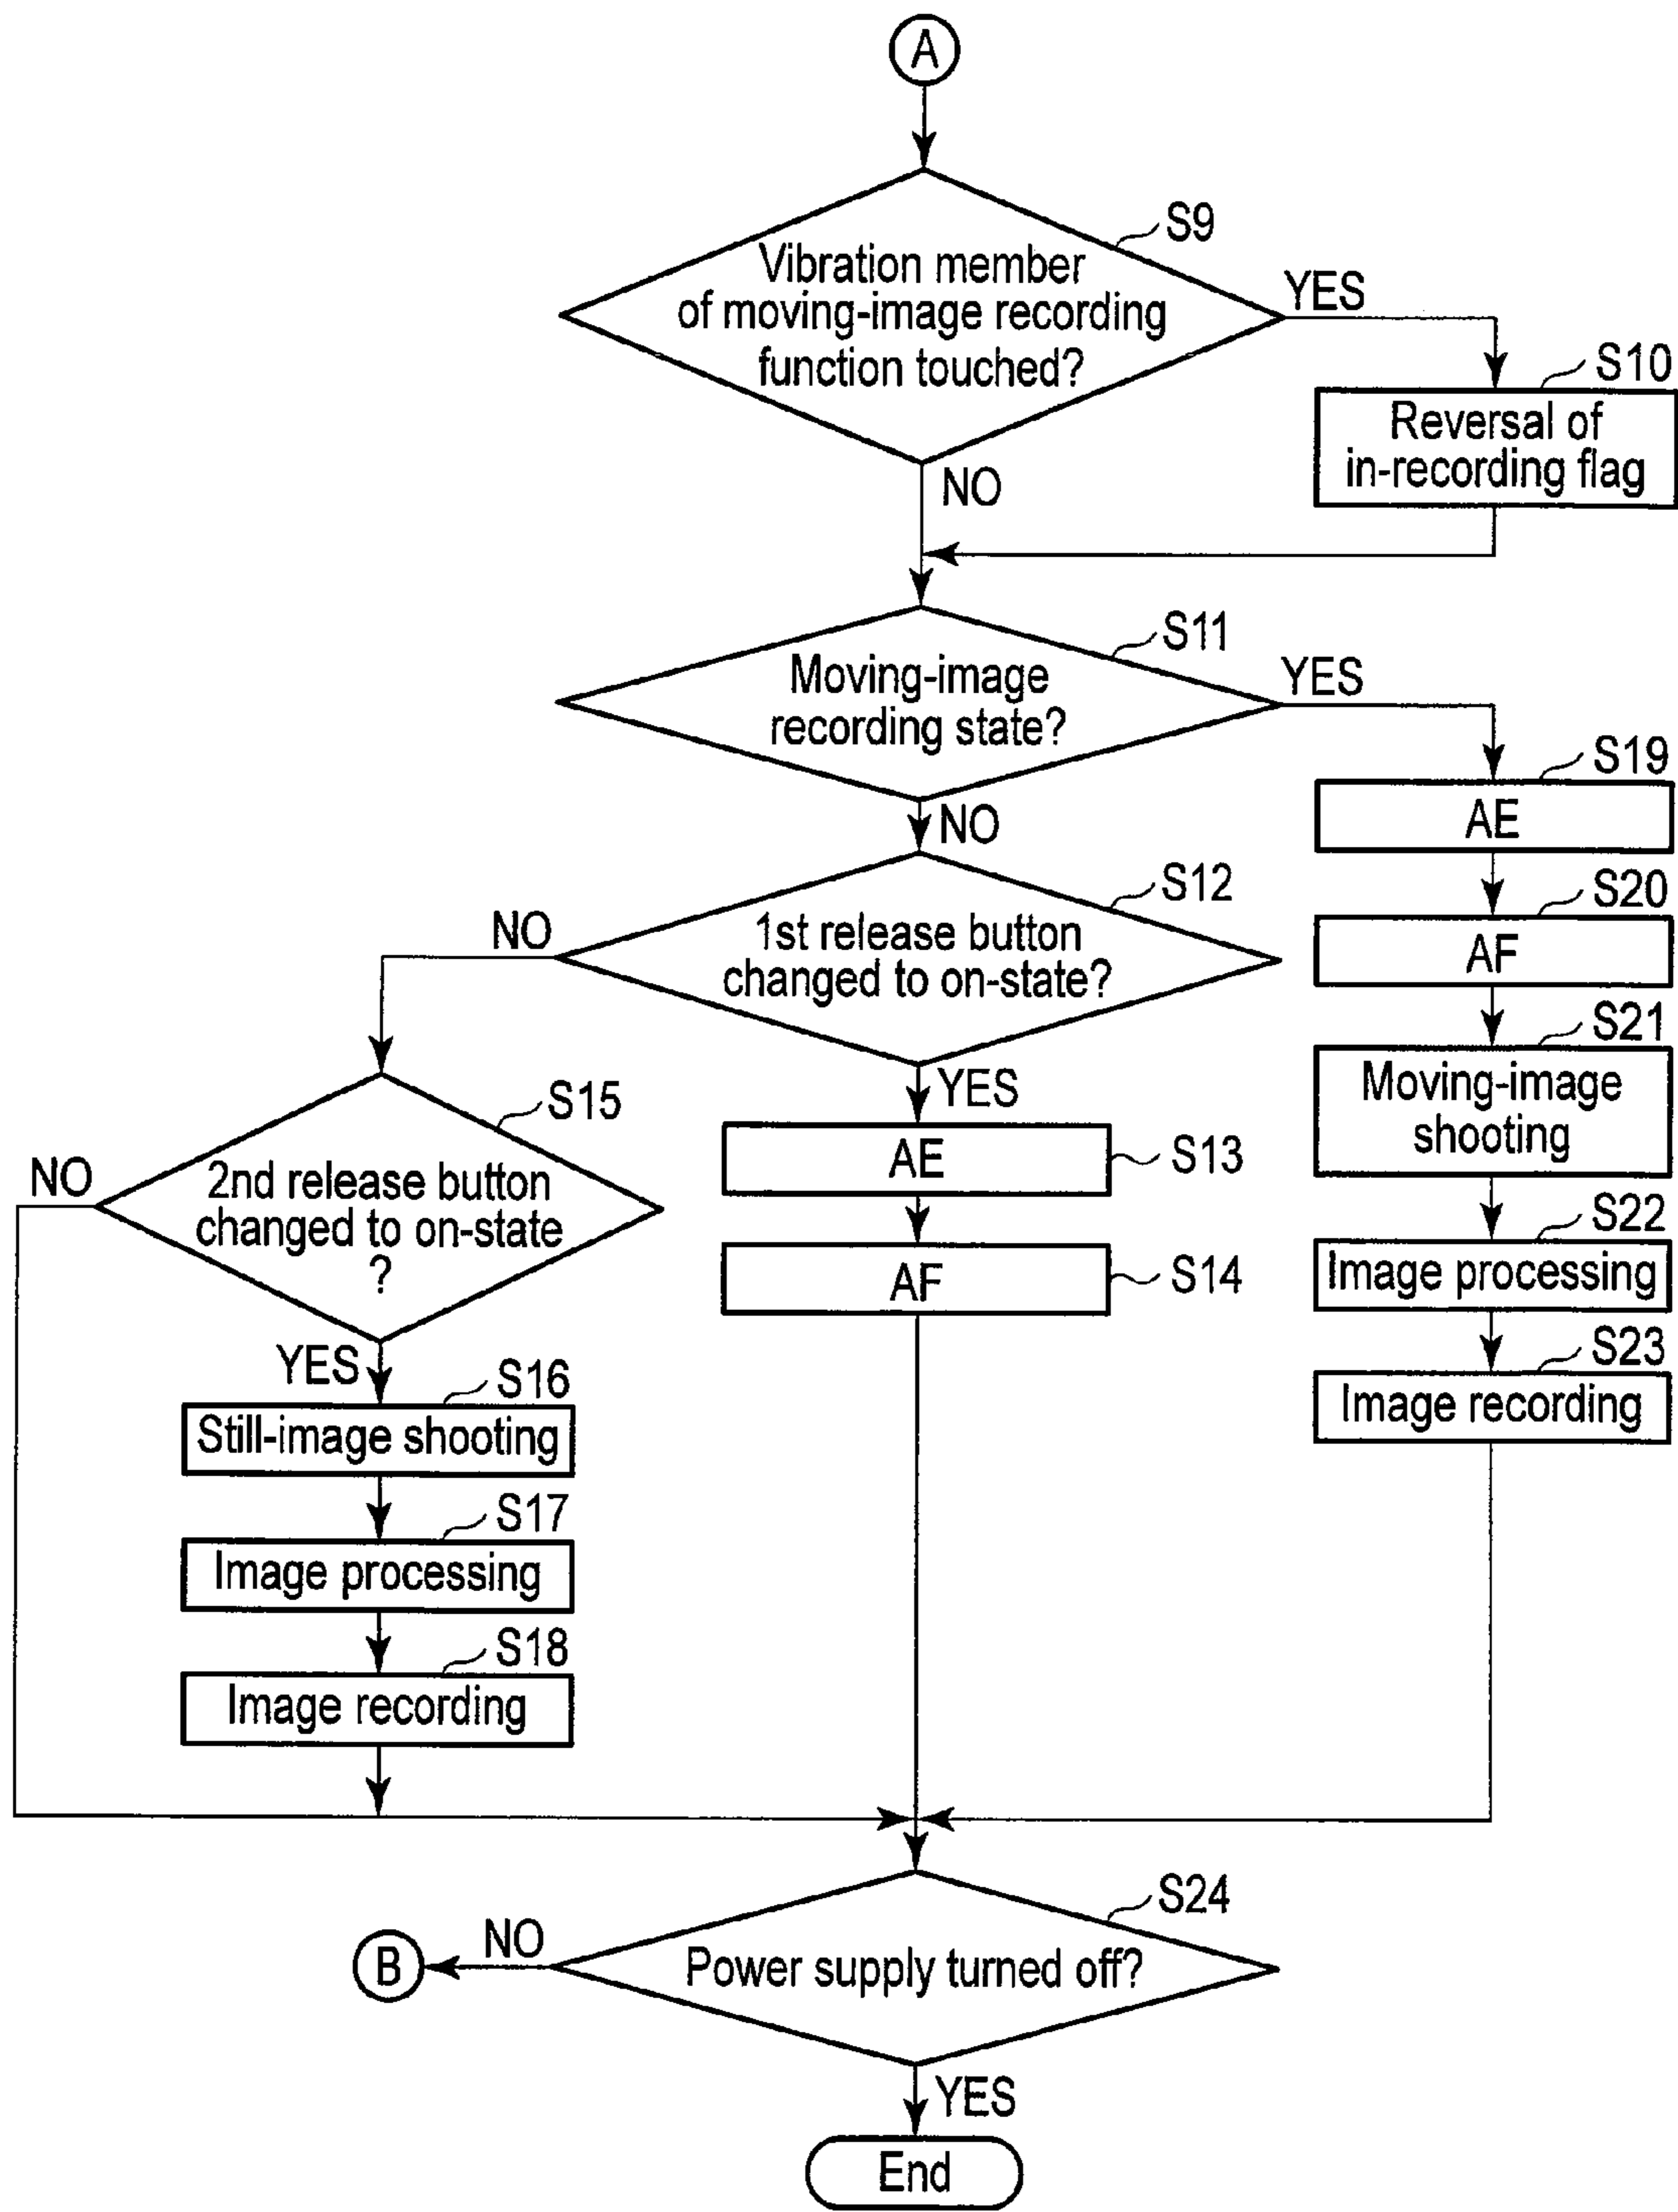 A
S9
Vibration member
of moving-image recording
function touched?
YES
S10
Reversal of
in-recording flag
NO
S11
Moving-image
recording state?
YES
S19
AE
NO
S12
1st release button
changed to on-state?
NO
S20
AF
S21
Moving-image
shooting
YES
S15
2nd release button
changed to on-state
?
NO
AE
S13
AF
S14
S22
Image processing
S23
Image recording
YES
S16
Still-image shooting
S17
Image processing
S18
Image recording
S24
Power supply turned off?
NO
B
YES
End